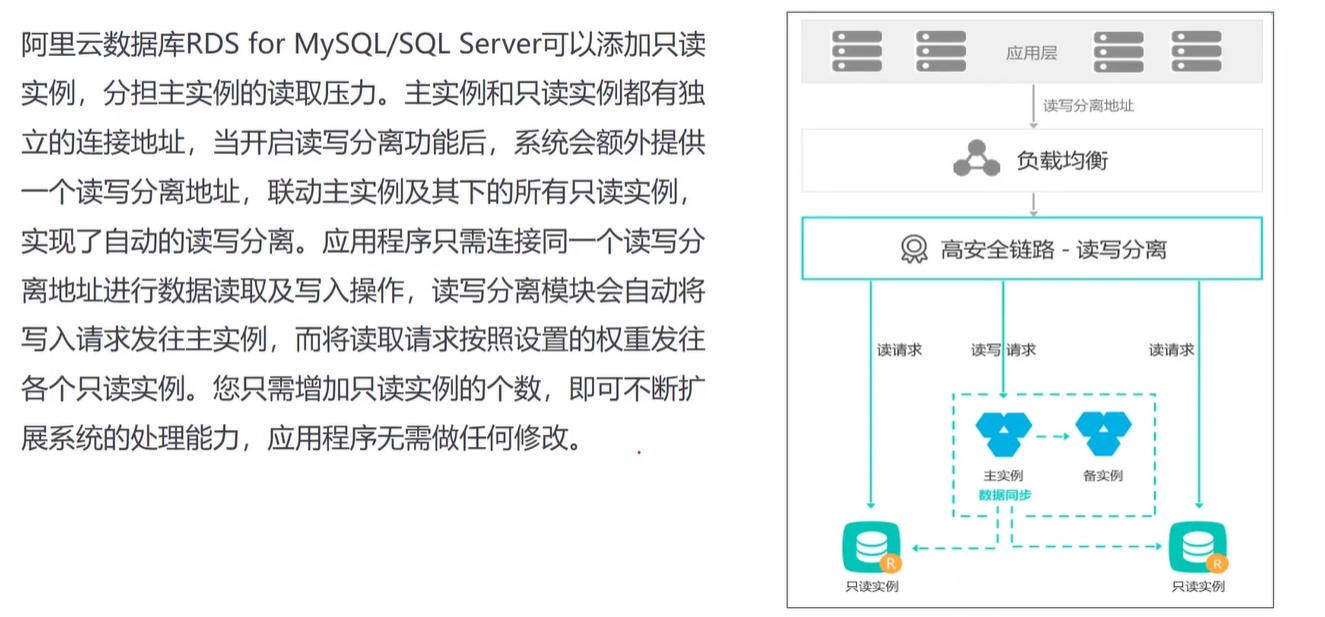 阿里云数据库RDS for MySQL/SQL Server可以添加只读
实例，分担主实例的读取压力。主实例和只读实例都有独
立的连接地址，当开启读写分离功能后，系统会额外提供
一个读写分离地址，联动主实例及其下的所有只读实例，
实现了自动的读写分离。应用程序只需连接同一个读写分
离地址进行数据读取及写入操作，读写分离模块会自动将
写入请求发往主实例，而将读取请求按照设置的权重发往
各个只读实例。您只需增加只读实例的个数，即可不断扩
展系统的处理能力，应用程序无需做任何修改。
应用层
读写分离地址
负载均衡
高安全链路 - 读写分离
读请求
读写 请求
读请求
主实例
备实例
数据同步
R
R
只读实例
只读实例